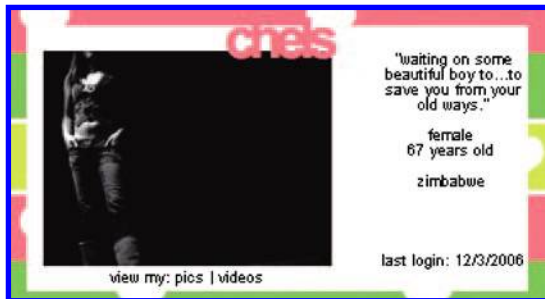 chels
"waiting on some
beautiful boy to...to
save you from your
old ways."
female
67 years old
zimbabwe
last login: 12/3/2006
view my: pics | videos